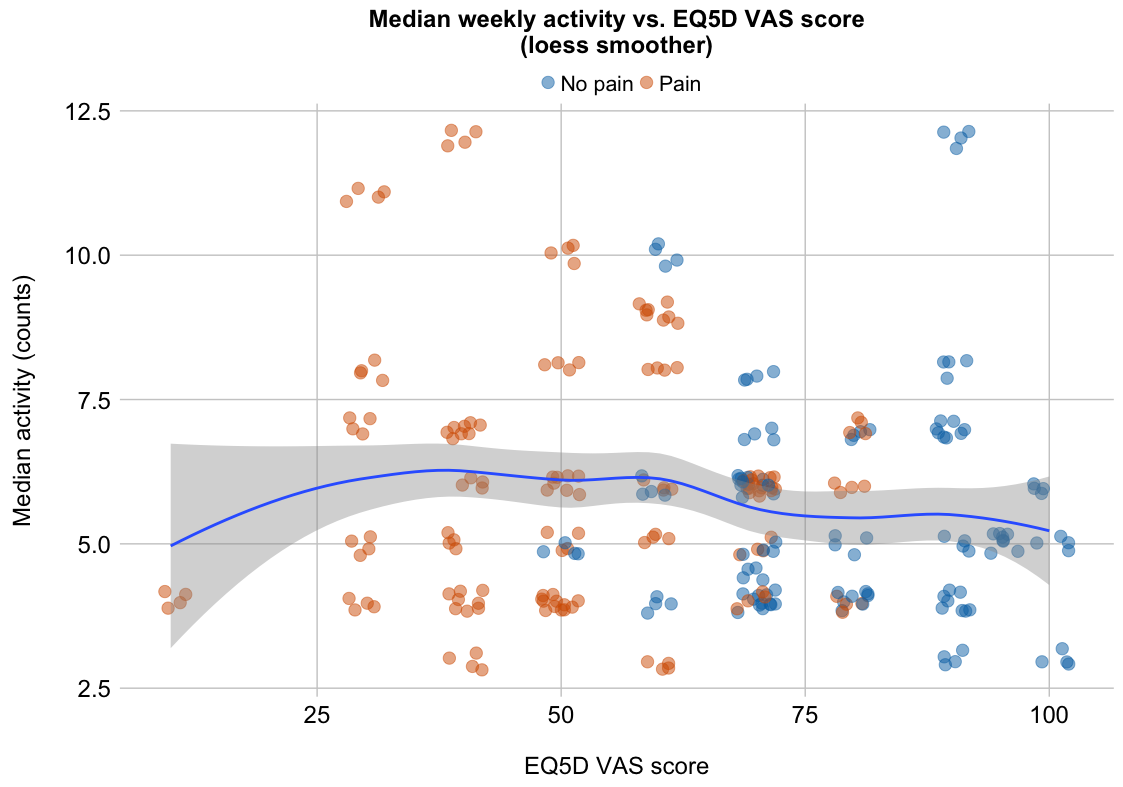 Median weekly activity vs. EQ5D VAS score
(loess smoother)
No pain Pain
12.5
10.0
7.5
5.0
2.5
Median activity (counts)
25 50 75 100
EQ5D VAS score